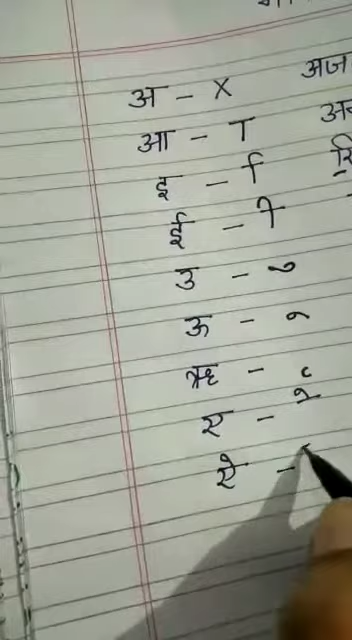 अ - X अज
आ - ा
इ - ि
ई - ी
उ - ु
ऊ - ू
ऋ - ृ
ए - े
ऐ -